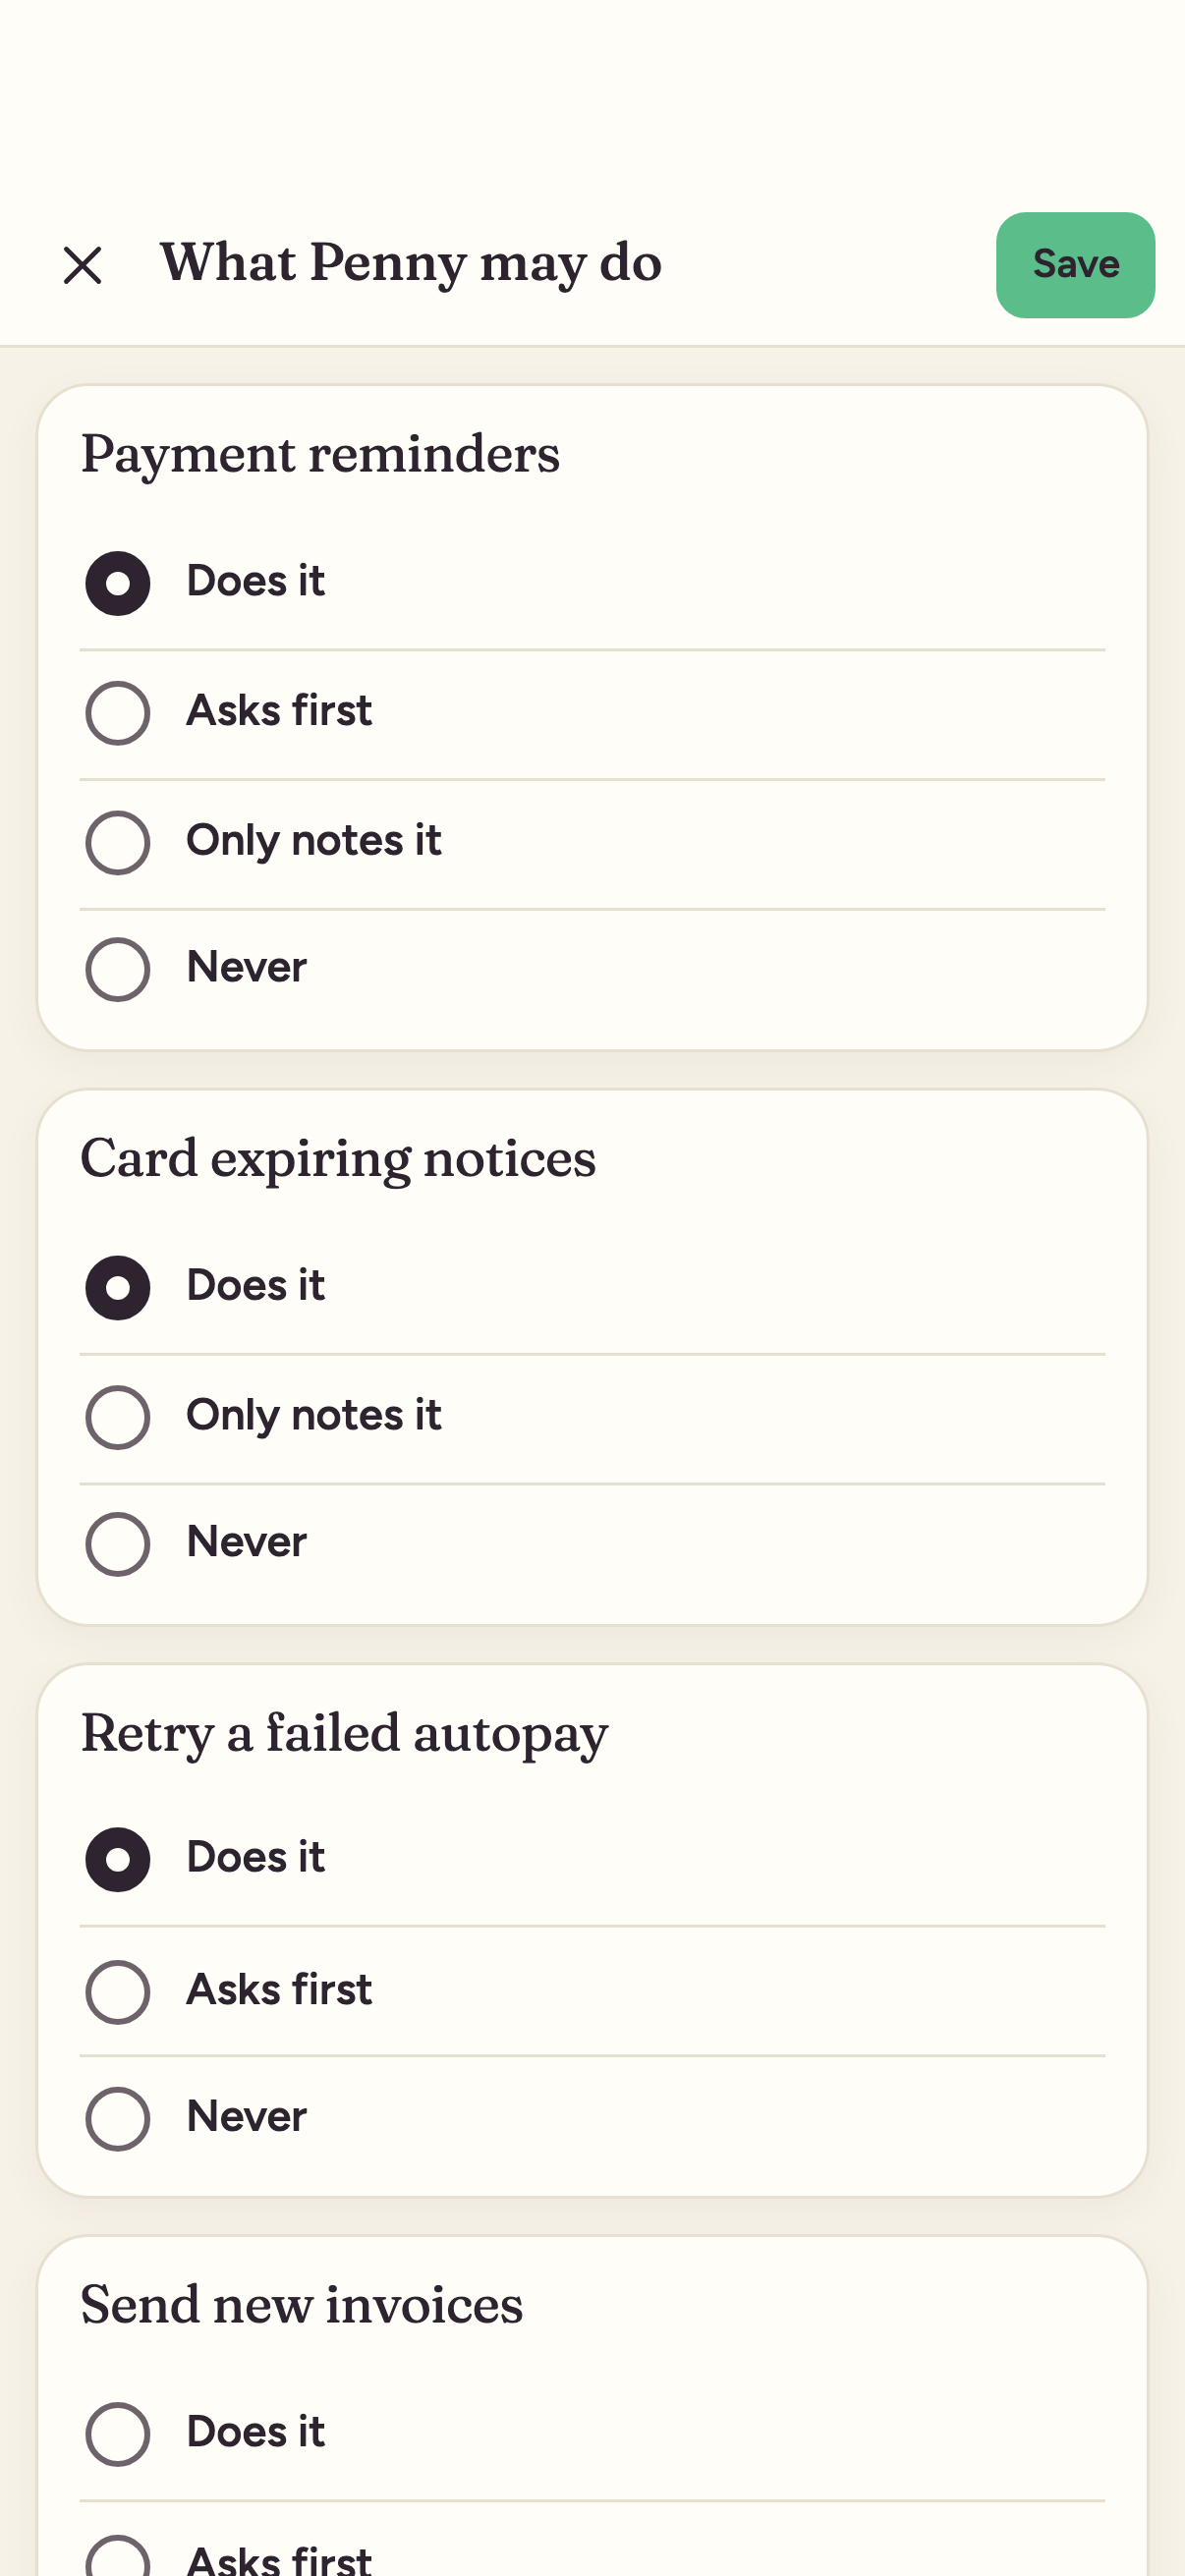 What Penny may do
Save
Payment reminders
Does it
Asks first
Only notes it
Never
Card expiring notices
Does it
Only notes it
Never
Retry a failed autopay
Does it
Asks first
Never
Send new invoices
Does it
Asks first